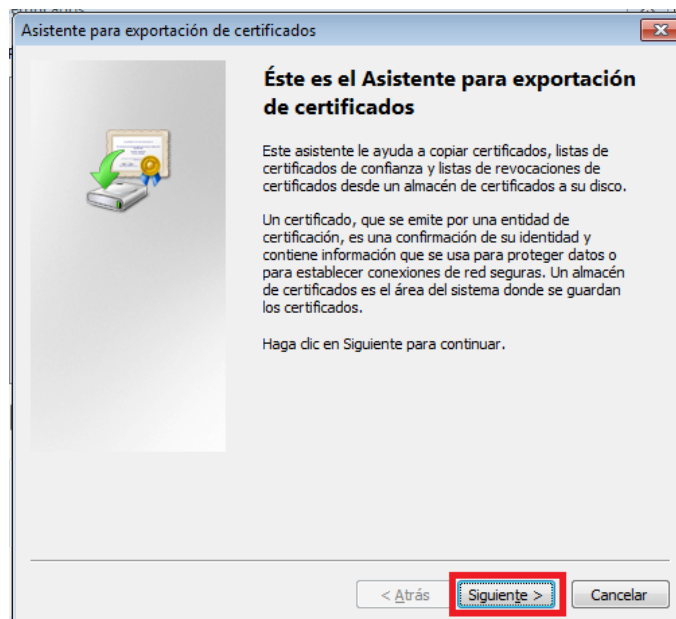 Asistente para exportación de certificados
Éste es el Asistente para exportación
de certificados
Este asistente le ayuda a copiar certificados, listas de
certificados de confianza y listas de revocaciones de
certificados desde un almacén de certificados a su disco.
Un certificado, que se emite por una entidad de
certificación, es una confirmación de su identidad y
contiene información que se usa para proteger datos o
para establecer conexiones de red seguras. Un almacén
de certificados es el área del sistema donde se guardan
los certificados.
Haga clic en Siguiente para continuar.
< Atrás Siguiente > Cancelar